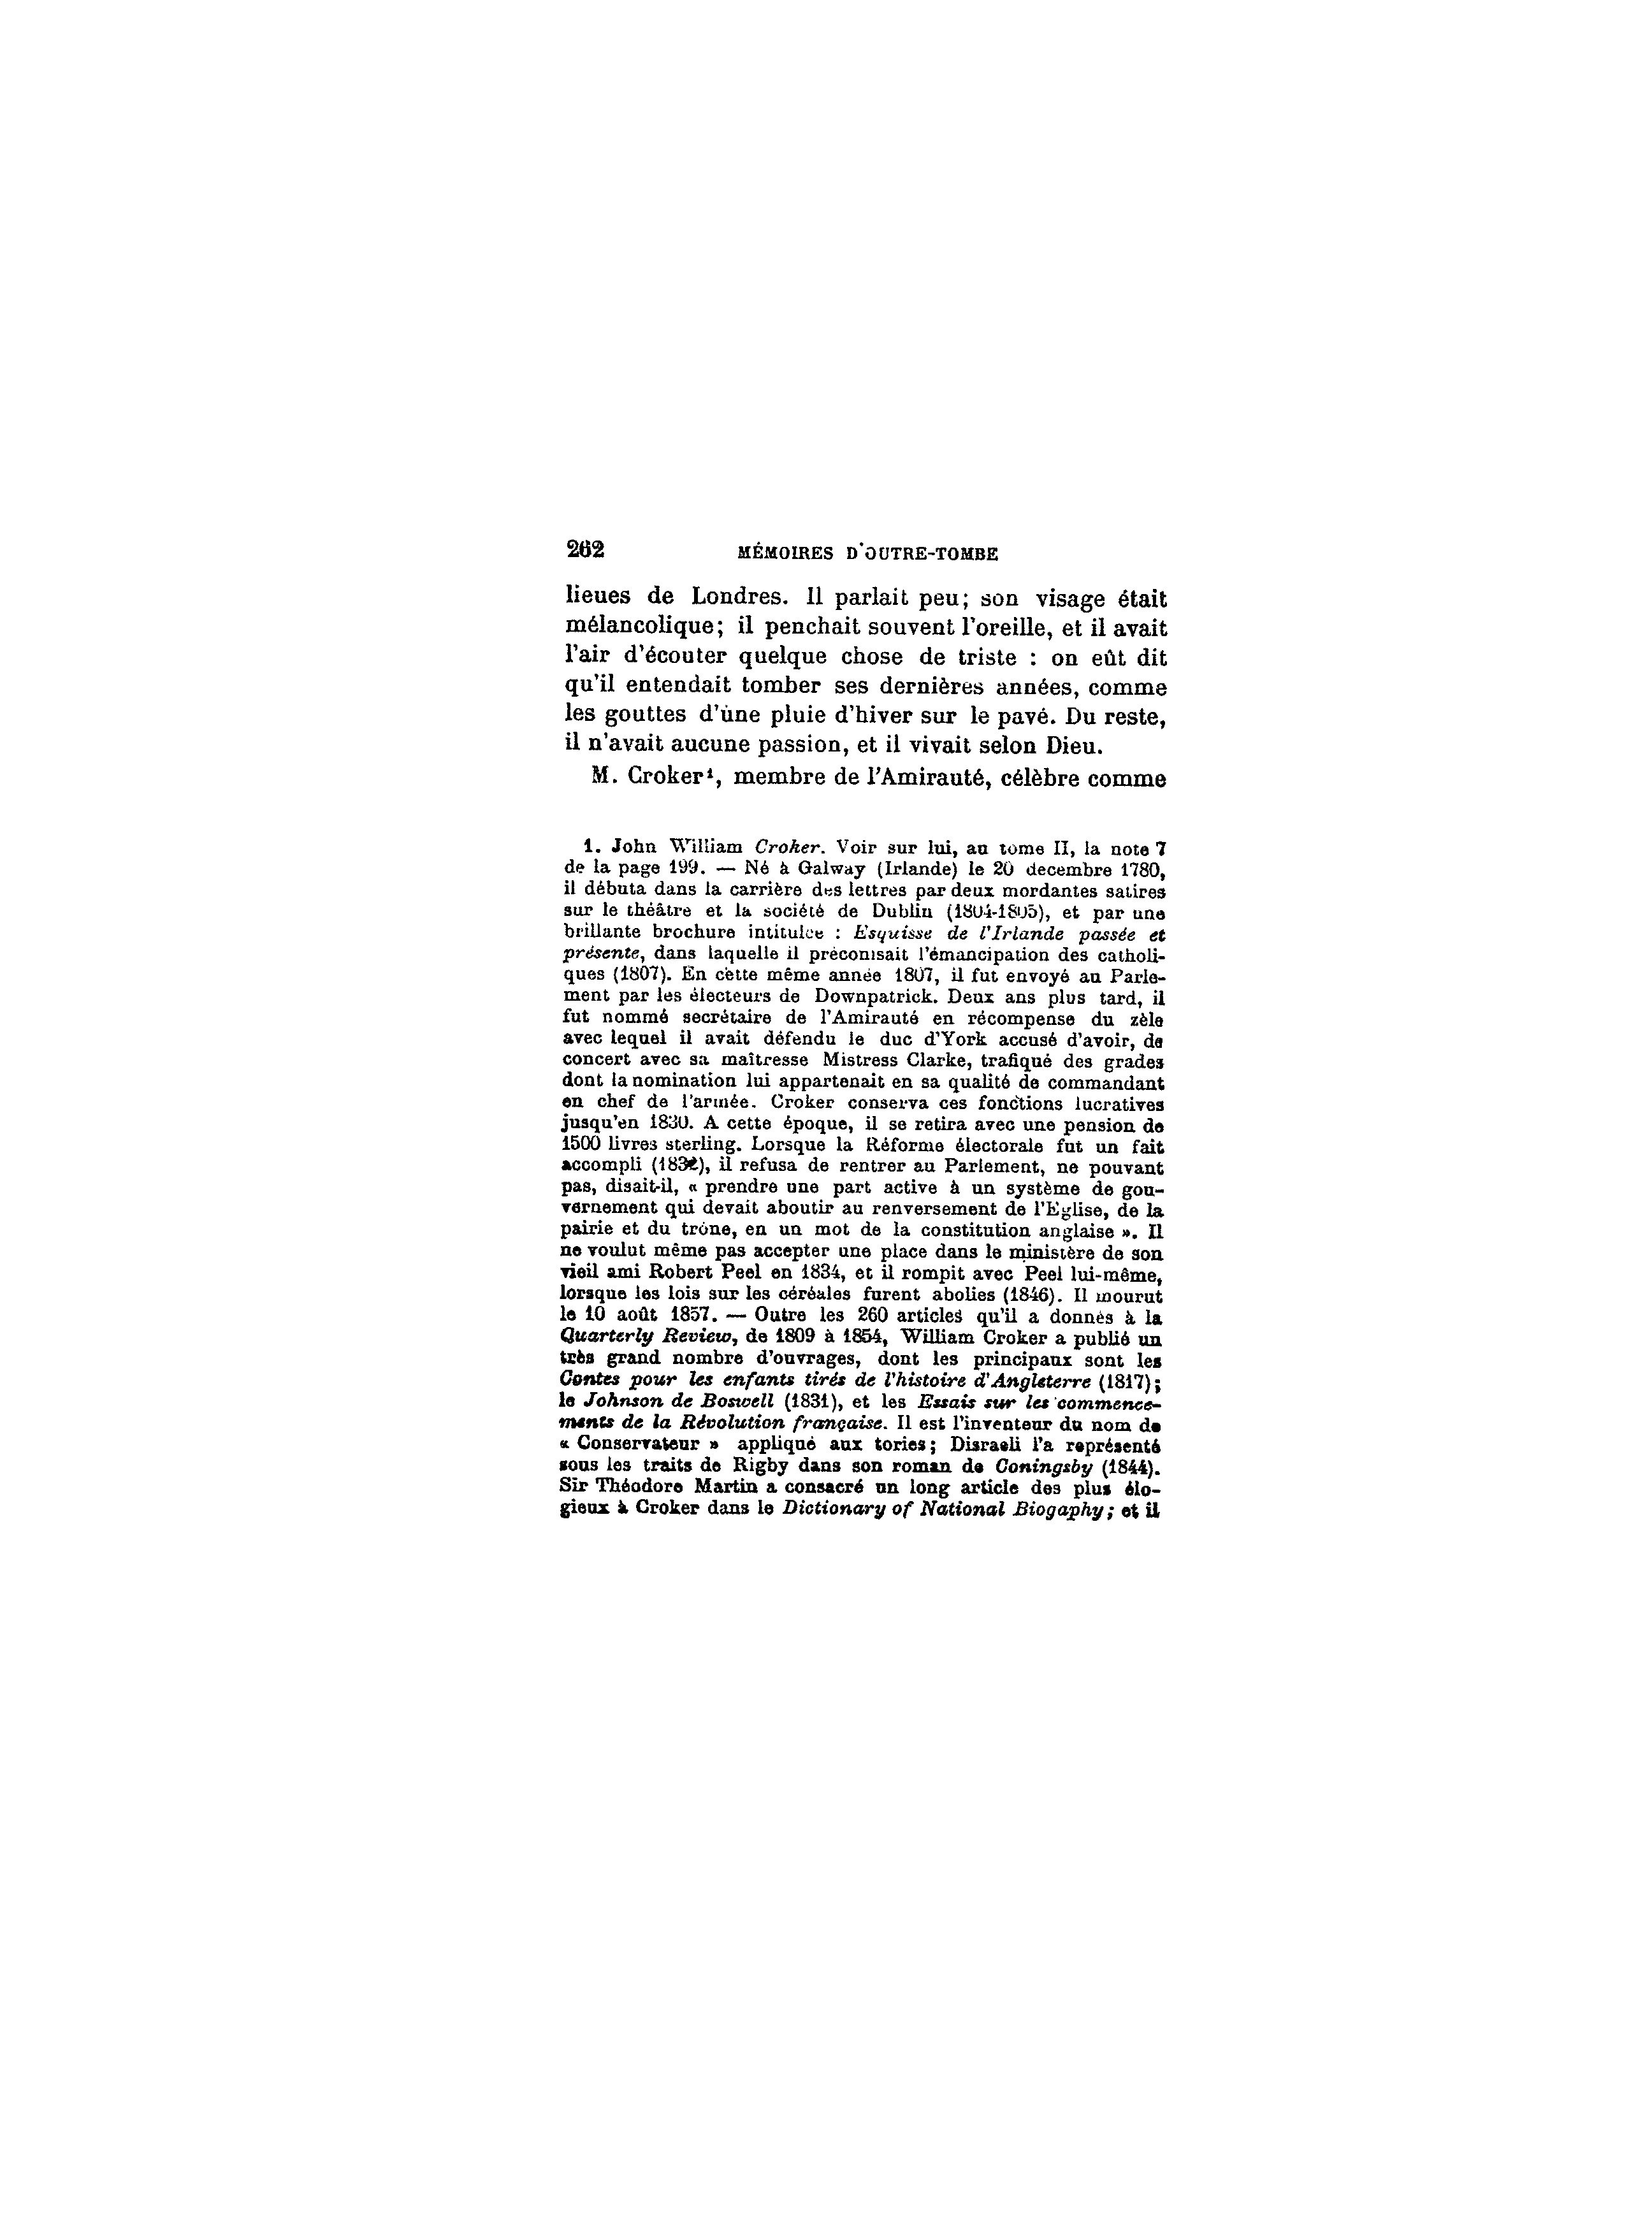 262 MÉMOIRES D'OUTRE-TOMBE
lieues de Londres. Il parlait peu; son visage était
mélancolique; il penchait souvent l'oreille, et il avait
l'air d'écouter quelque chose de triste : on eût dit
qu'il entendait tomber ses dernières années, comme
les gouttes d'une pluie d'hiver sur le pavé. Du reste,
il n'avait aucune passion, et il vivait selon Dieu.
M. Croker¹, membre de l'Amirauté, célèbre comme
1. John William Croker. Voir sur lui, au tome II, la note 7
de la page 199. — Né à Galway (Irlande) le 20 decembre 1780,
il débuta dans la carrière des lettres par deux mordantes satires
sur le théâtre et la société de Dublin (1804-1805), et par une
brillante brochure intitulée : Esquisse de l'Irlande passée et
présente, dans laquelle il préconisait l'émancipation des catholi-
ques (1807). En cette même année 1807, il fut envoyé au Parle-
ment par les électeurs de Downpatrick. Deux ans plus tard, il
fut nommé secrétaire de l'Amirauté en récompense du zèle
avec lequel il avait défendu le duc d'York accusé d'avoir, de
concert avec sa maîtresse Mistress Clarke, trafiqué des grades
dont la nomination lui appartenait en sa qualité de commandant
en chef de l'armée. Croker conserva ces fonctions lucratives
jusqu'en 1830. A cette époque, il se retira avec une pension de
1500 livres sterling. Lorsque la Réforme électorale fut un fait
accompli (1832), il refusa de rentrer au Parlement, ne pouvant
pas, disait-il, « prendre une part active à un système de gou-
vernement qui devait aboutir au renversement de l'Eglise, de la
pairie et du trône, en un mot de la constitution anglaise ». Il
ne voulut même pas accepter une place dans le ministère de son
vieil ami Robert Peel en 1834, et il rompit avec Peel lui-même,
lorsque les lois sur les céréales furent abolies (1846). Il mourut
le 10 août 1857. — Outre les 260 articles qu'il a donnés à la
Quarterly Review, de 1809 à 1854, William Croker a publié un
très grand nombre d'ouvrages, dont les principaux sont les
Contes pour les enfants tirés de l'histoire d'Angleterre (1817);
le Johnson de Boswell (1831), et les Essais sur les commence-
ments de la Révolution française. Il est l'inventeur du nom de
« Conservateur » appliqué aux tories; Disraeli l'a représenté
sous les traits de Rigby dans son roman de Coningsby (1844).
Sir Théodore Martin a consacré un long article des plus élo-
gieux à Croker dans le Dictionary of National Biogaphy; et il